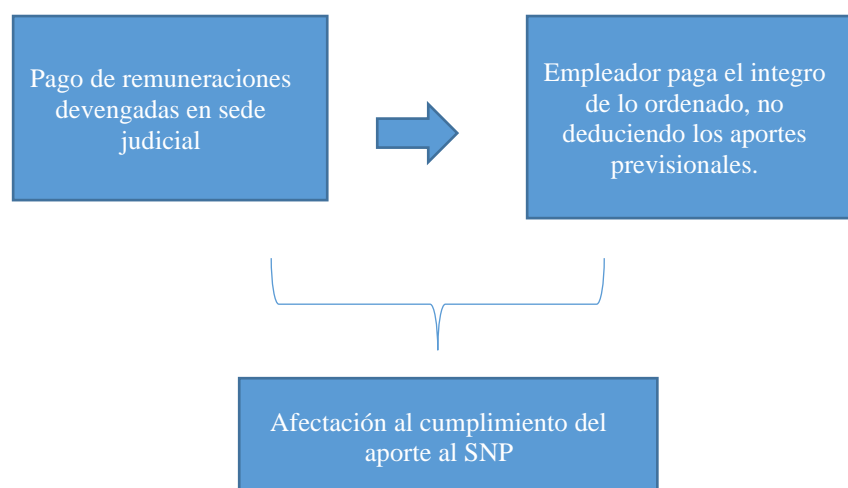 Pago de remuneraciones
devengadas en sede
judicial
Empleador paga el integro
de lo ordenado, no
deduciendo los aportes
previsionales.
Afectación al cumplimiento del
aporte al SNP